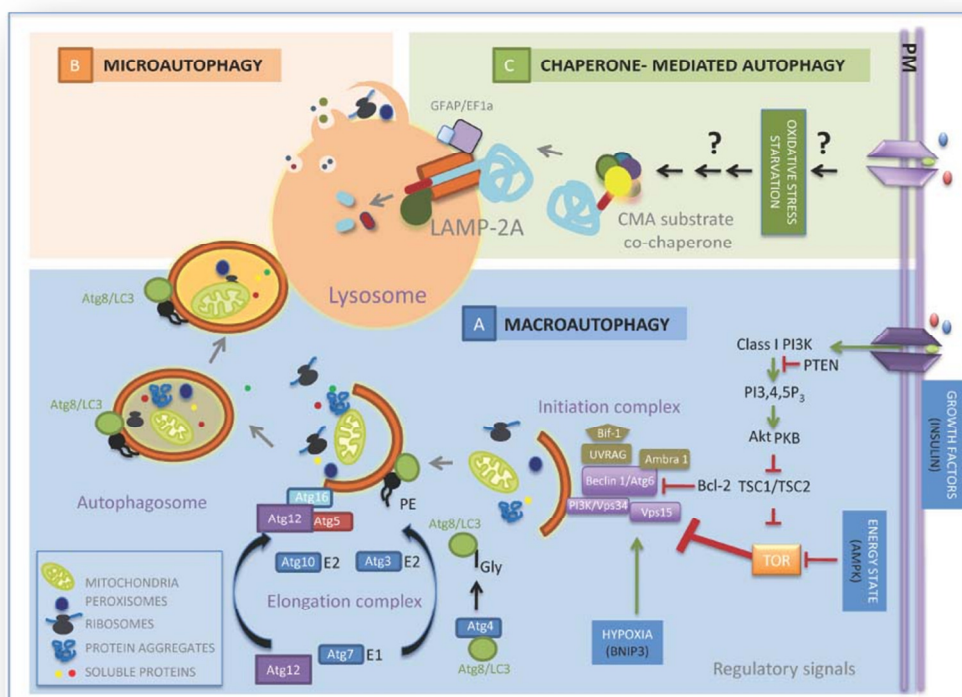 B MICROAUTOPHAGY
C CHAPERONE- MEDIATED AUTOPHAGY
PM
GFAP/EF1a
OXIDATIVE STRESS
STARVATION
?
?
LAMP-2A
CMA substrate
co-chaperone
Lysosome
Atg8/LC3
A MACROAUTOPHAGY
Class I PI3K
PTEN
PI3,4,5P3
Akt PKB
TSC1/TSC2
Bcl-2
TOR
GROWTH FACTORS
(INSULIN)
ENERGY STATE
(AMPK)
Initiation complex
Bif-1
UVRAG
Ambra 1
Beclin 1/Atg6
PI3K/Vps34
Vps15
HYPOXIA
(BNIP3)
Regulatory signals
Atg8/LC3
Autophagosome
Atg16
Atg12
Atg5
PE
Atg8/LC3
Gly
Atg10 E2
Atg3 E2
Elongation complex
Atg4
Atg8/LC3
Atg12
Atg7 E1
MITOCHONDRIA
PEROXISOMES
RIBOSOMES
PROTEIN AGGREGATES
SOLUBLE PROTEINS